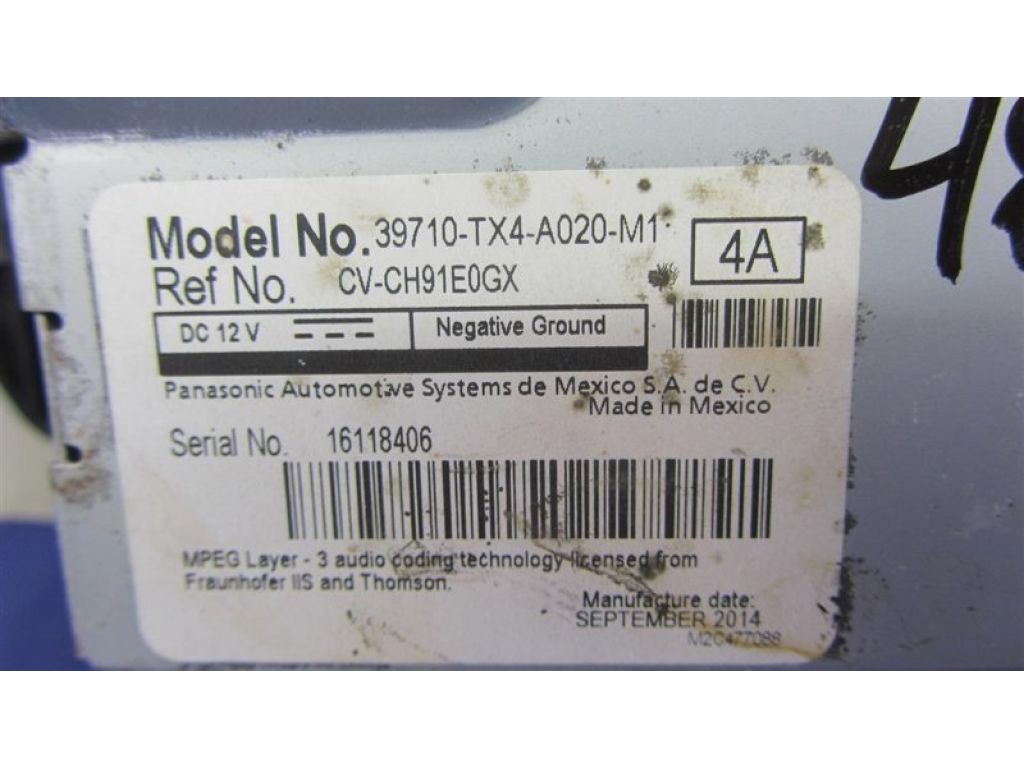 Model No. 39710-TX4-A020-M1
4A
Ref No. CV-CH91E0GX
DC 12 V
Negative Ground
Panasonic Automotive Systems de Mexico S.A. de C.V.
Made in Mexico
Serial No. 16118406
MPEG Layer - 3 audio coding technology licensed from
Fraunhofer IIS and Thomson.
Manufacture date:
SEPTEMBER 2014
M2C477088
48